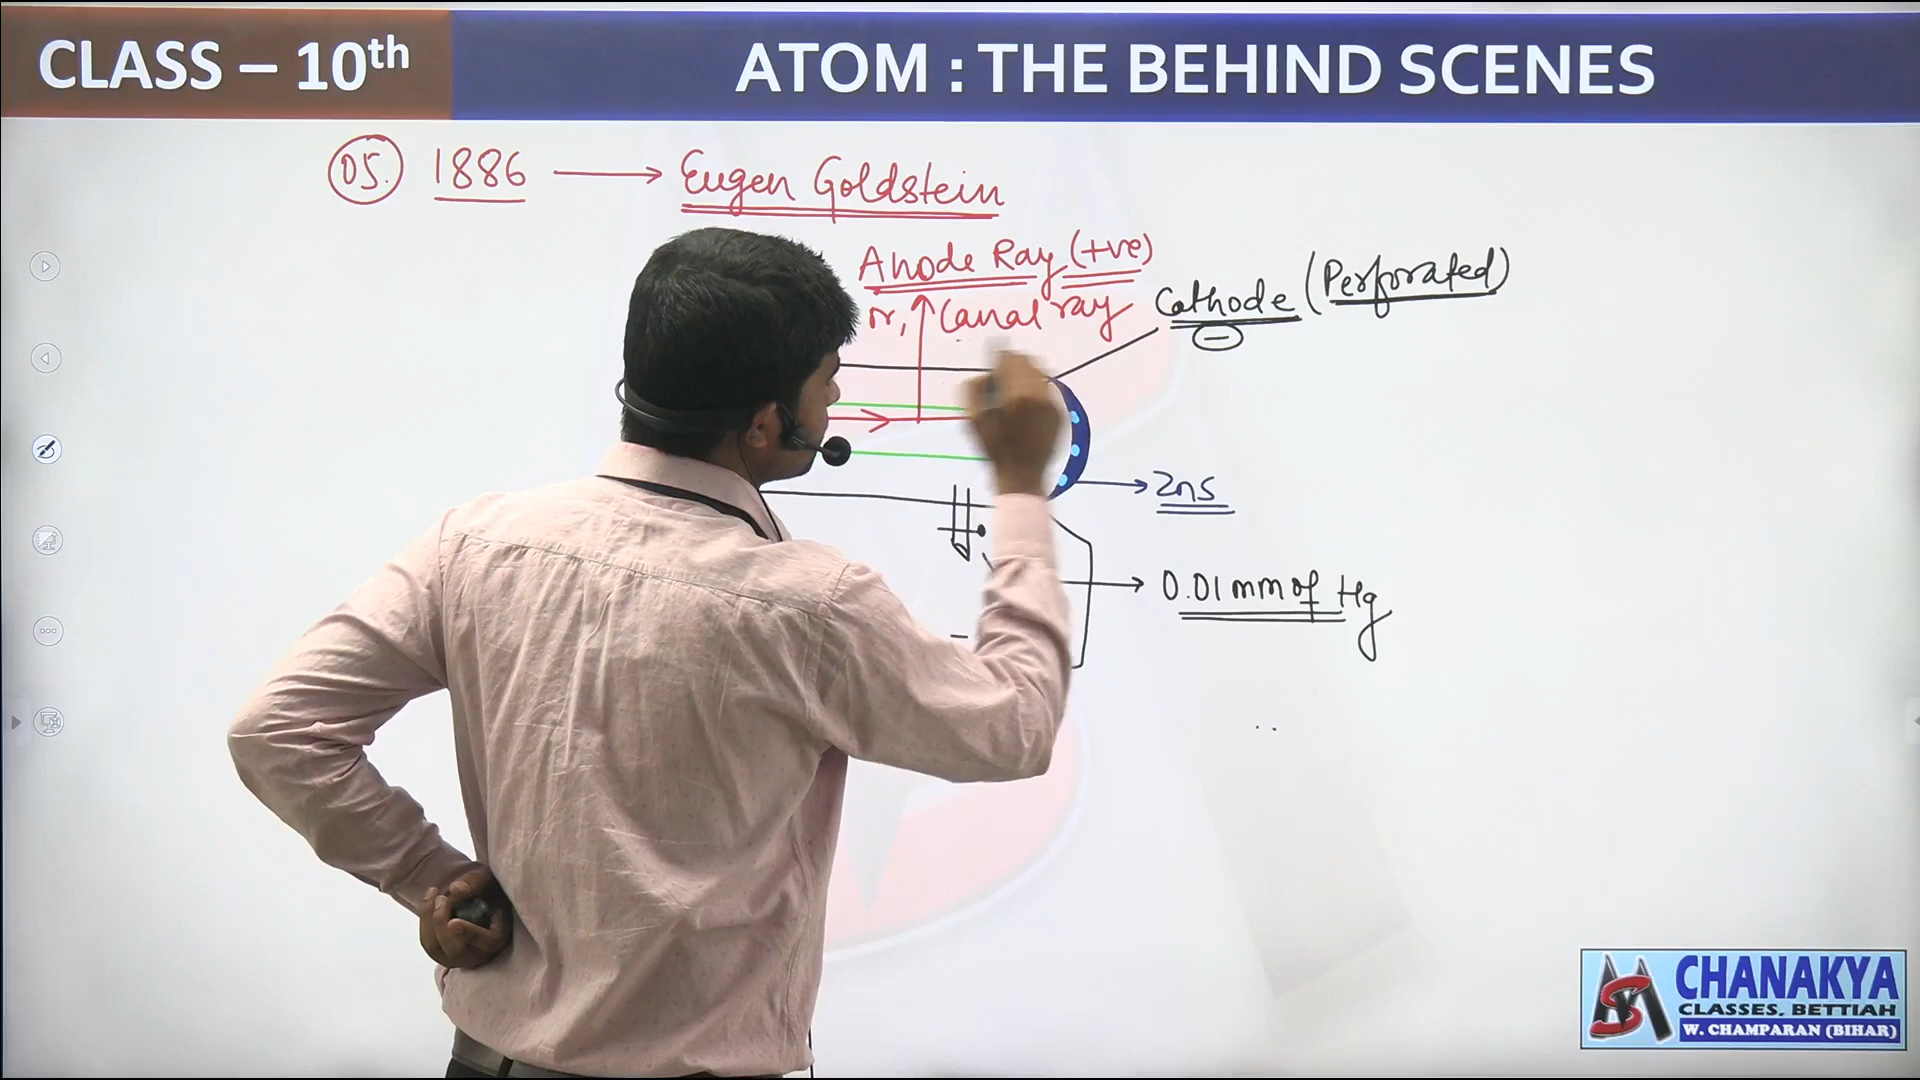 CLASS – 10th
ATOM : THE BEHIND SCENES
05. 1886 → Eugen Goldstein
Anode Ray (+ve)
or, Canal ray
Cathode (Perforated)
−
ZnS
0.01 mm of Hg
−
CHANAKYA
CLASSES, BETTIAH
W. CHAMPARAN (BIHAR)